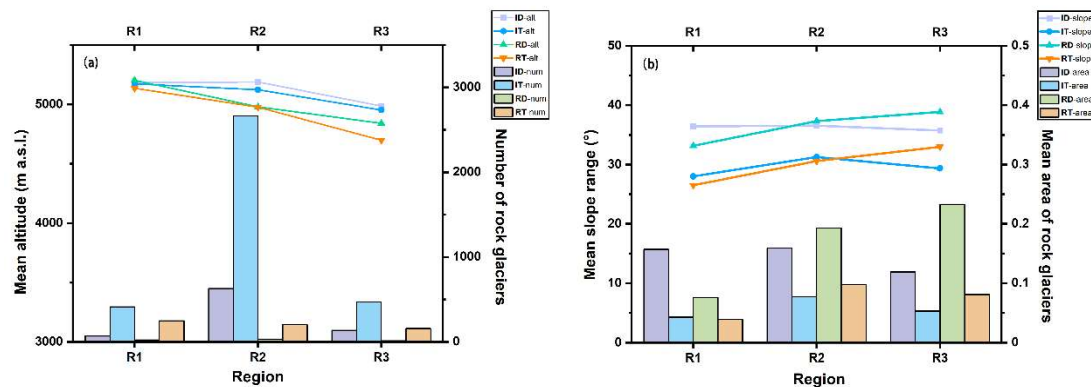 R1 R2 R3
ID-alt
IT-alt
RD-alt
RT-alt
ID-num
IT-num
RD-num
RT-num
(a)
5000
4000
3000
Mean altitude (m a.s.l.)
3000
2500
2000
1500
1000
500
0
Number of rock glaciers
R1 R2 R3
Region
R1 R2 R3
ID-slope
IT-slope
RD-slope
RT-slope
ID-area
IT-area
RD-area
RT-area
(b)
50
40
30
20
10
0
Mean slope range (°)
0.5
0.4
0.3
0.2
0.1
0
Mean area of rock glaciers
R1 R2 R3
Region